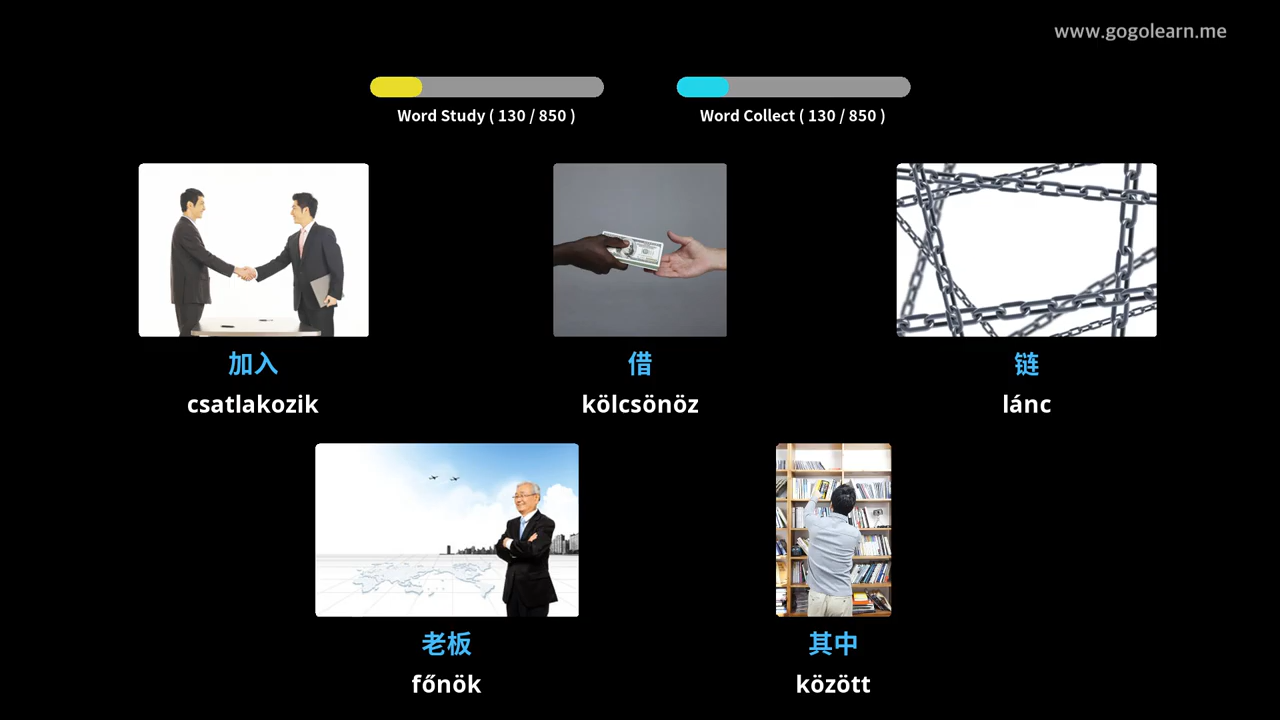 www.gogolearn.me
Word Study ( 130 / 850 )
Word Collect ( 130 / 850 )
加入
csatlakozik
借
kölcsönöz
链
lánc
老板
főnök
其中
között